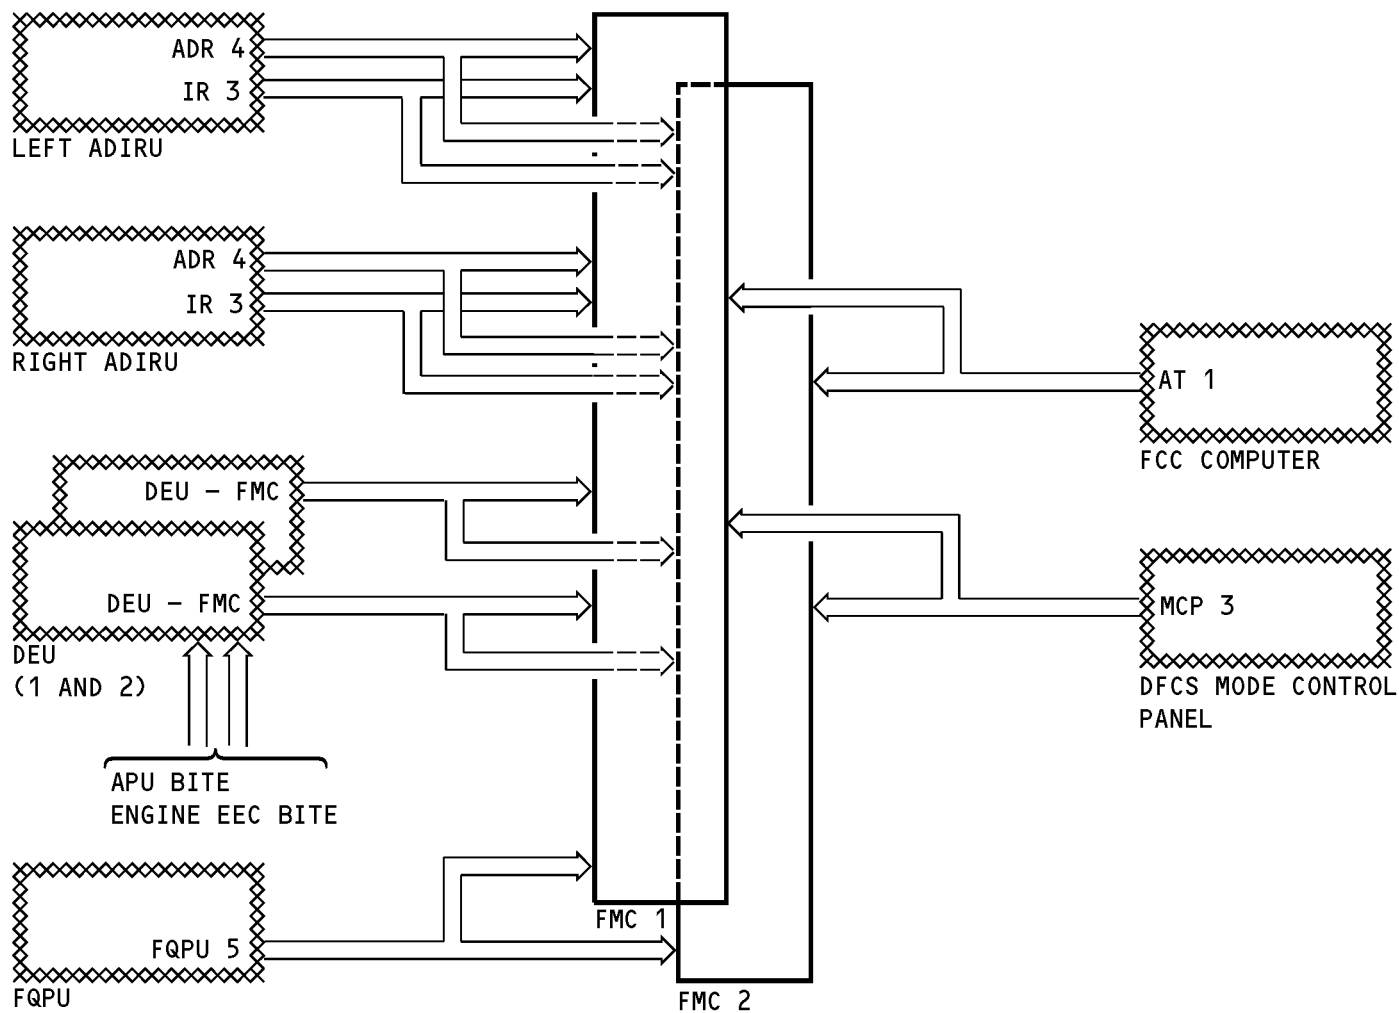 ADR 4
IR 3
LEFT ADIRU
ADR 4
IR 3
RIGHT ADIRU
DEU - FMC
DEU - FMC
DEU
(1 AND 2)
APU BITE
ENGINE EEC BITE
FQPU 5
FQPU
FMC 1
FMC 2
AT 1
FCC COMPUTER
MCP 3
DFCS MODE CONTROL
PANEL